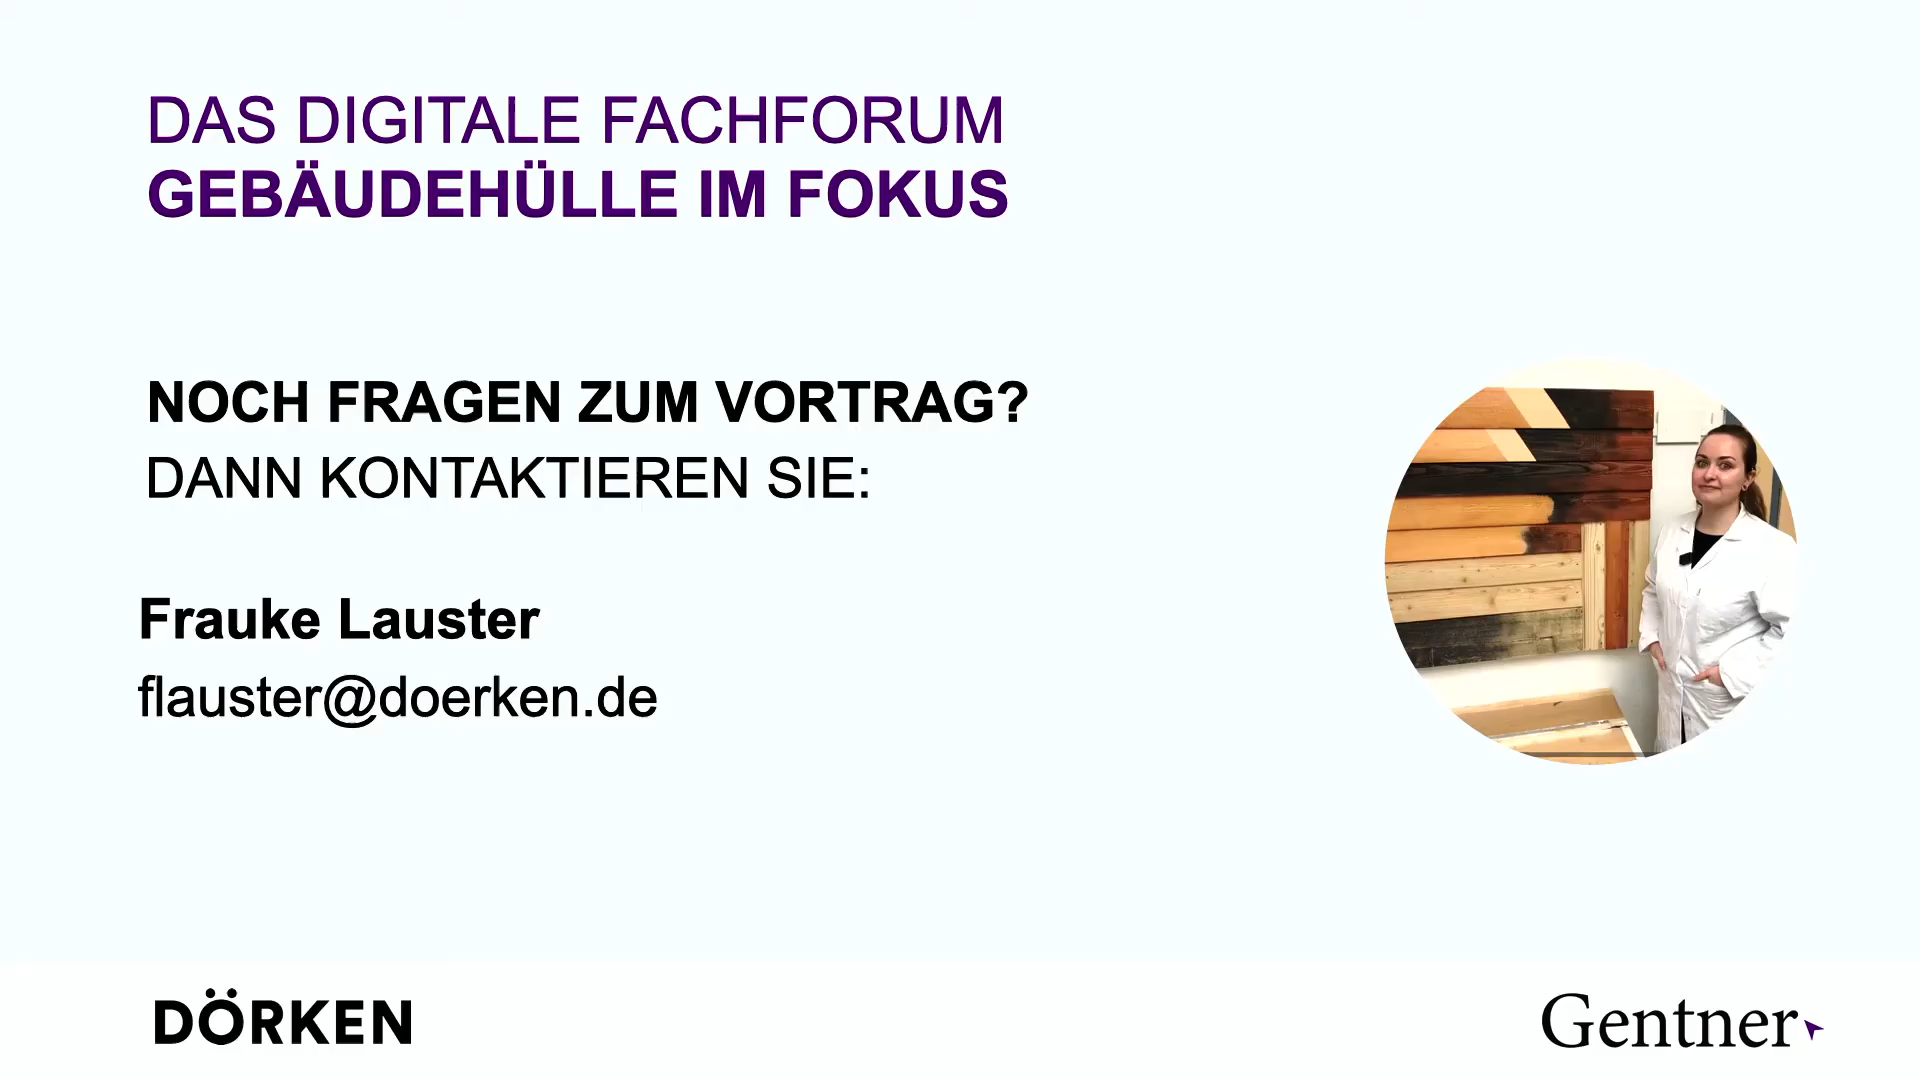 DAS DIGITALE FACHFORUM
GEBÄUDEHÜLLE IM FOKUS
NOCH FRAGEN ZUM VORTRAG?
DANN KONTAKTIEREN SIE:
Frauke Lauster
flauster@doerken.de
DÖRKEN
Gentner